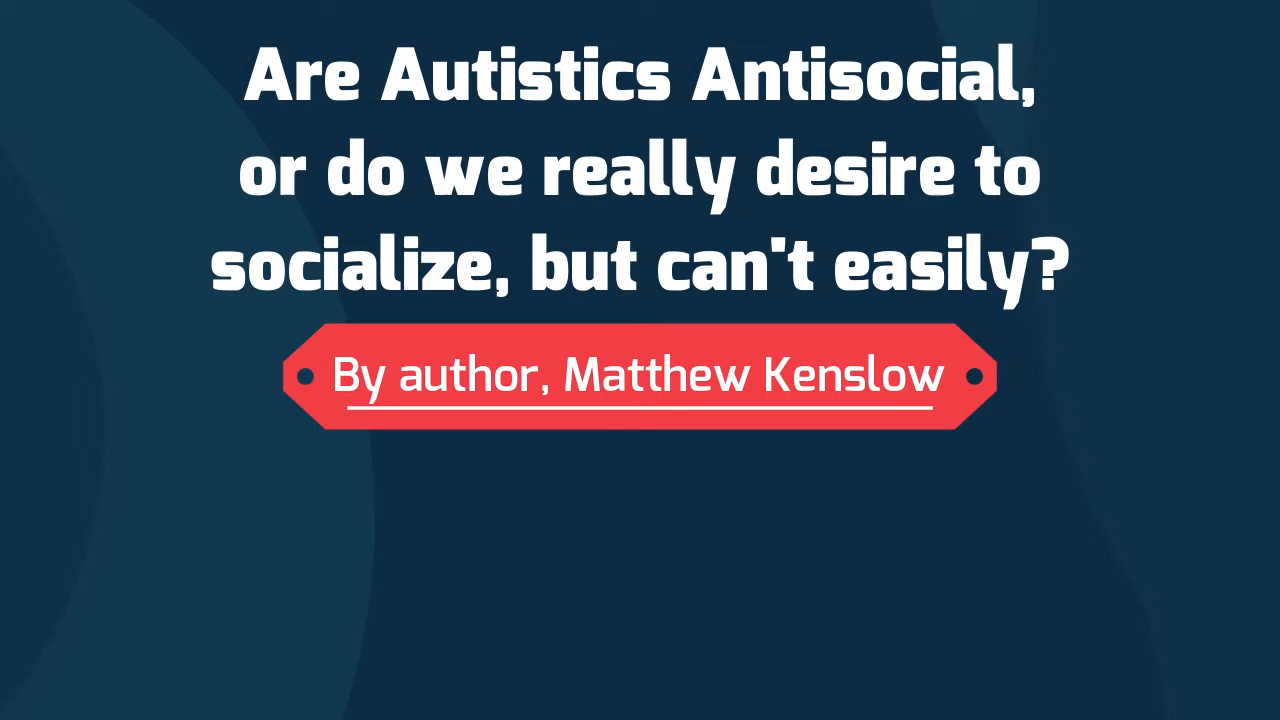 Are Autistics Antisocial,
or do we really desire to
socialize, but can't easily?
By author, Matthew Kenslow